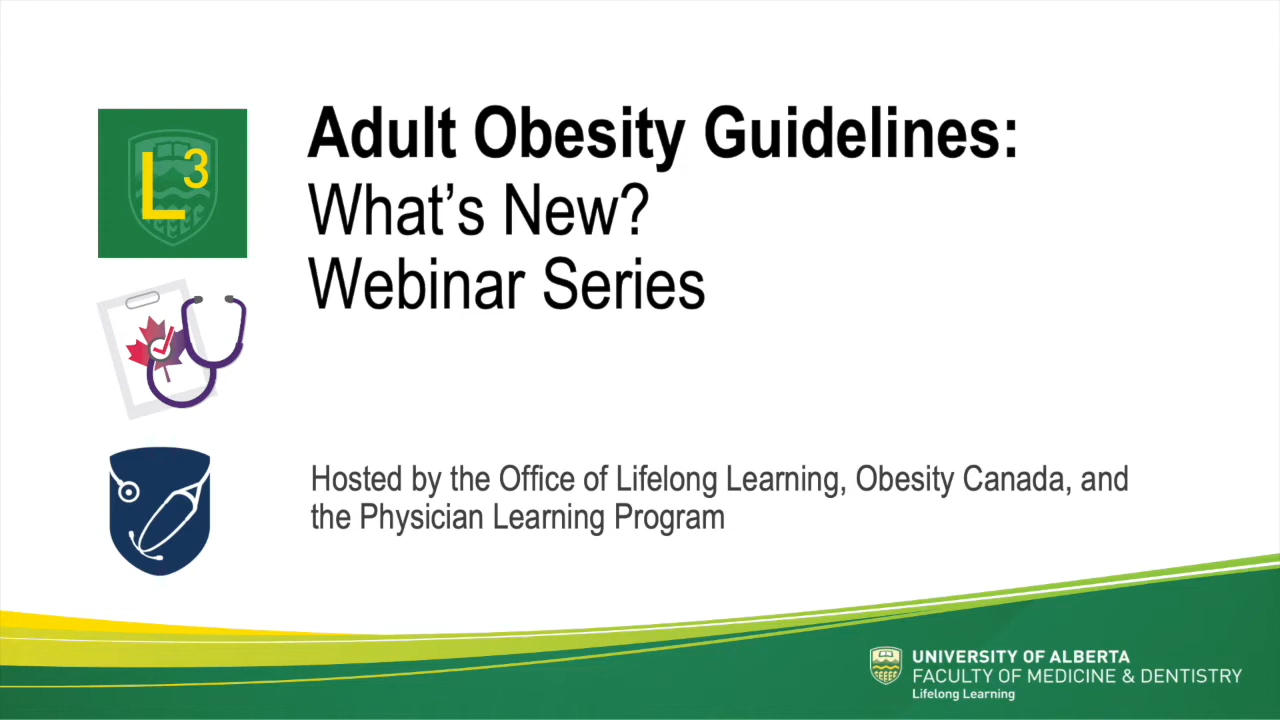 L3
Adult Obesity Guidelines:
What's New?
Webinar Series
Hosted by the Office of Lifelong Learning, Obesity Canada, and
the Physician Learning Program
UNIVERSITY OF ALBERTA
FACULTY OF MEDICINE & DENTISTRY
Lifelong Learning